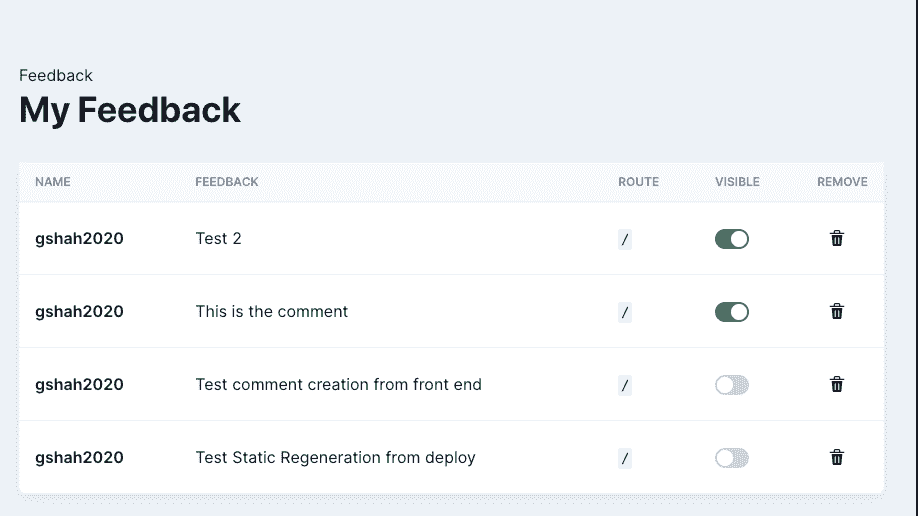 Feedback
My Feedback
NAME FEEDBACK ROUTE VISIBLE REMOVE
gshah2020 Test 2 /
gshah2020 This is the comment /
gshah2020 Test comment creation from front end /
gshah2020 Test Static Regeneration from deploy /